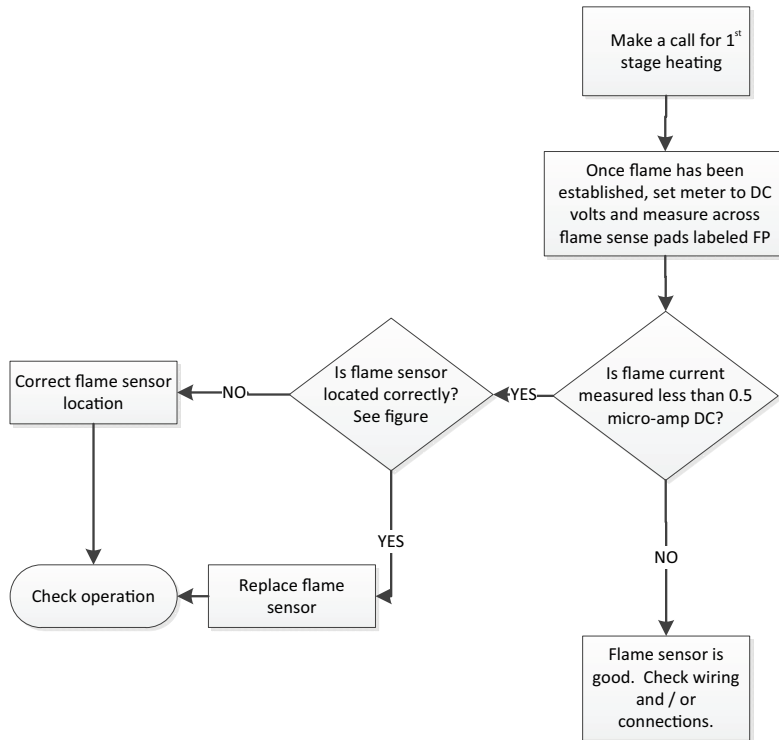 Make a call for 1st
stage heating
Once flame has been
established, set meter to DC
volts and measure across
flame sense pads labeled FP
Is flame current
measured less than 0.5
micro-amp DC?
YES
Is flame sensor
located correctly?
See figure
NO
Correct flame sensor
location
YES
Replace flame
sensor
Check operation
NO
Flame sensor is
good.  Check wiring
and / or
connections.